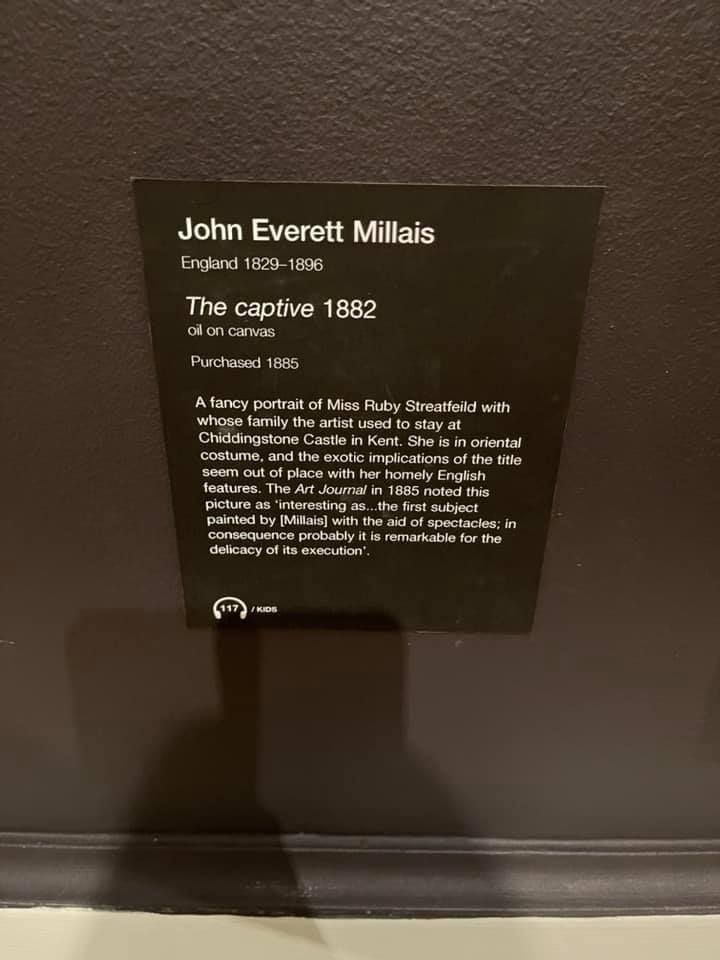 John Everett Millais
England 1829–1896
The captive 1882
oil on canvas
Purchased 1885
A fancy portrait of Miss Ruby Streatfeild with
whose family the artist used to stay at
Chiddingstone Castle in Kent. She is in oriental
costume, and the exotic implications of the title
seem out of place with her homely English
features. The Art Journal in 1885 noted this
picture as 'interesting as...the first subject
painted by [Millais] with the aid of spectacles; in
consequence probably it is remarkable for the
delicacy of its execution'.
117 / KIDS